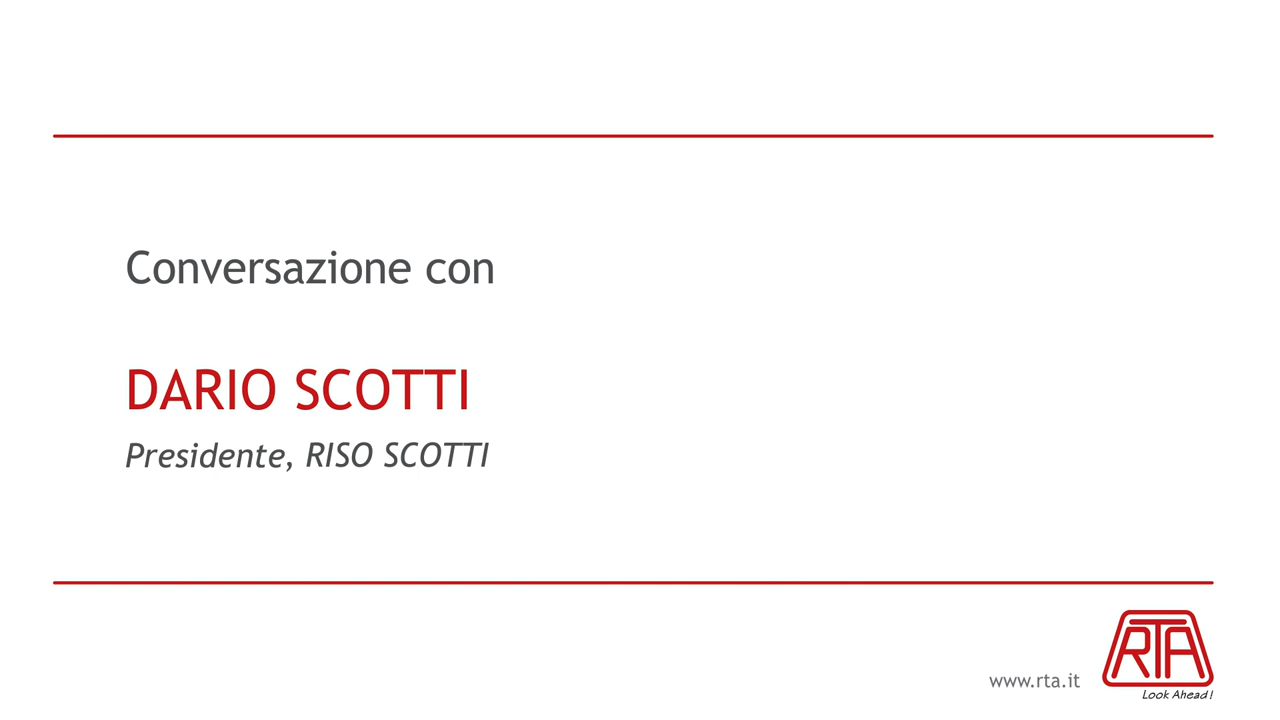 Conversazione con
DARIO SCOTTI
Presidente, RISO SCOTTI
www.rta.it
RTA
Look Ahead!